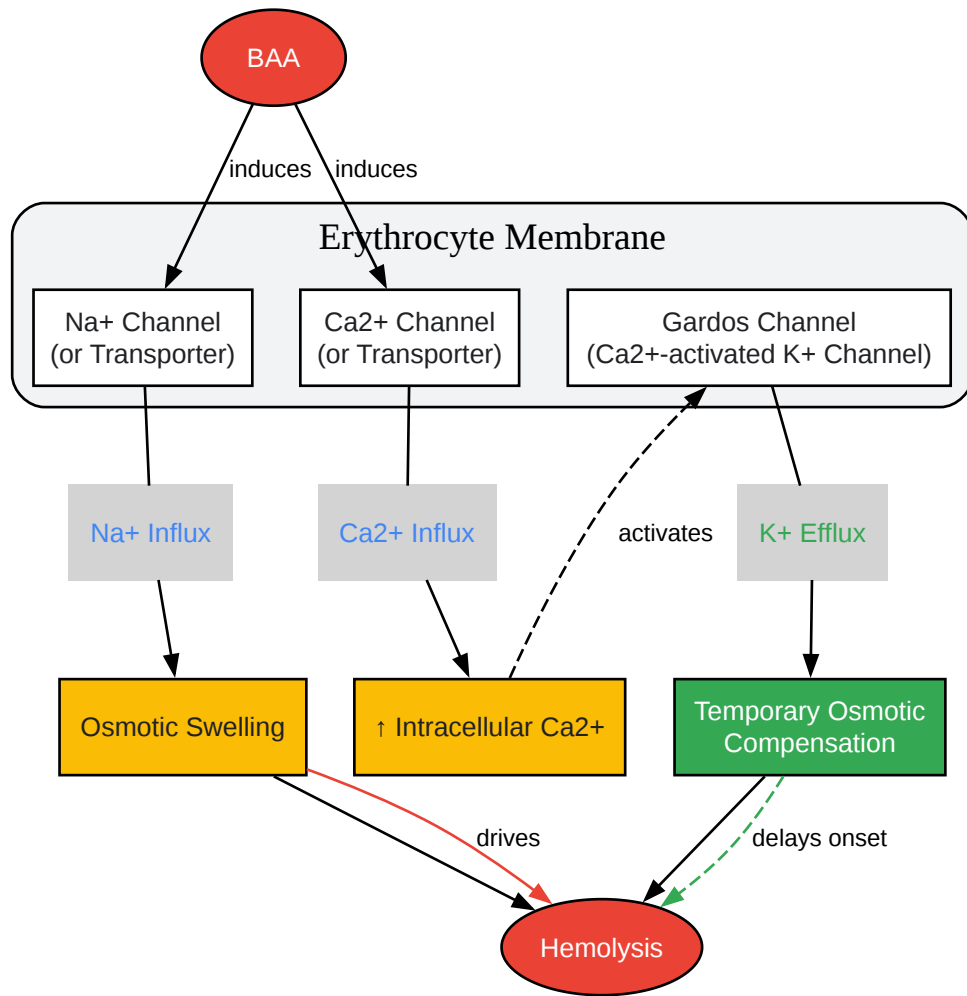 BAA
induces
induces
Erythrocyte Membrane
Na+ Channel
(or Transporter)
Ca2+ Channel
(or Transporter)
Gardos Channel
(Ca2+-activated K+ Channel)
Na+ Influx
Ca2+ Influx
activates
K+ Efflux
Osmotic Swelling
↑ Intracellular Ca2+
Temporary Osmotic
Compensation
drives
delays onset
Hemolysis